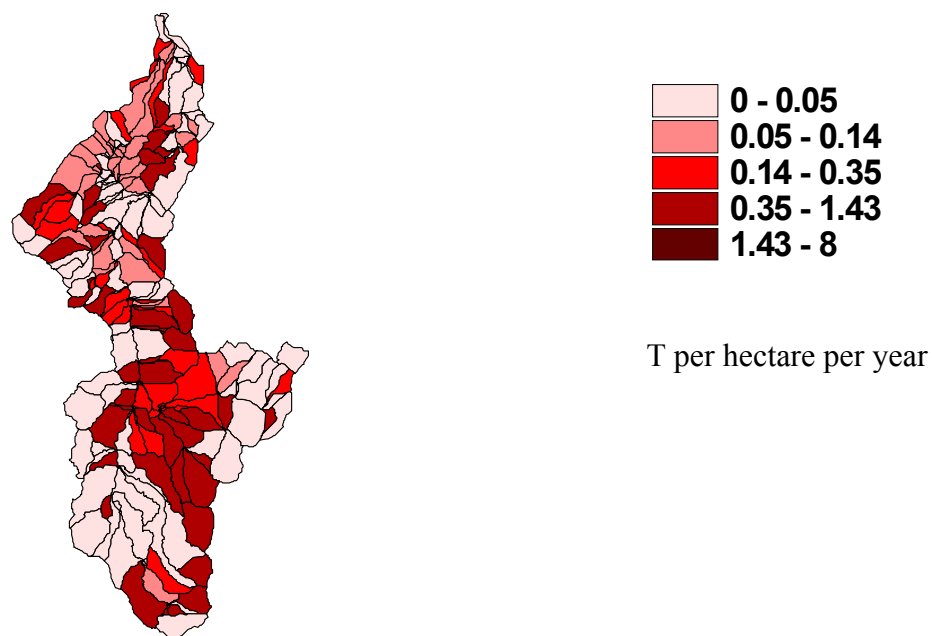 0 - 0.05
0.05 - 0.14
0.14 - 0.35
0.35 - 1.43
1.43 - 8
T per hectare per year